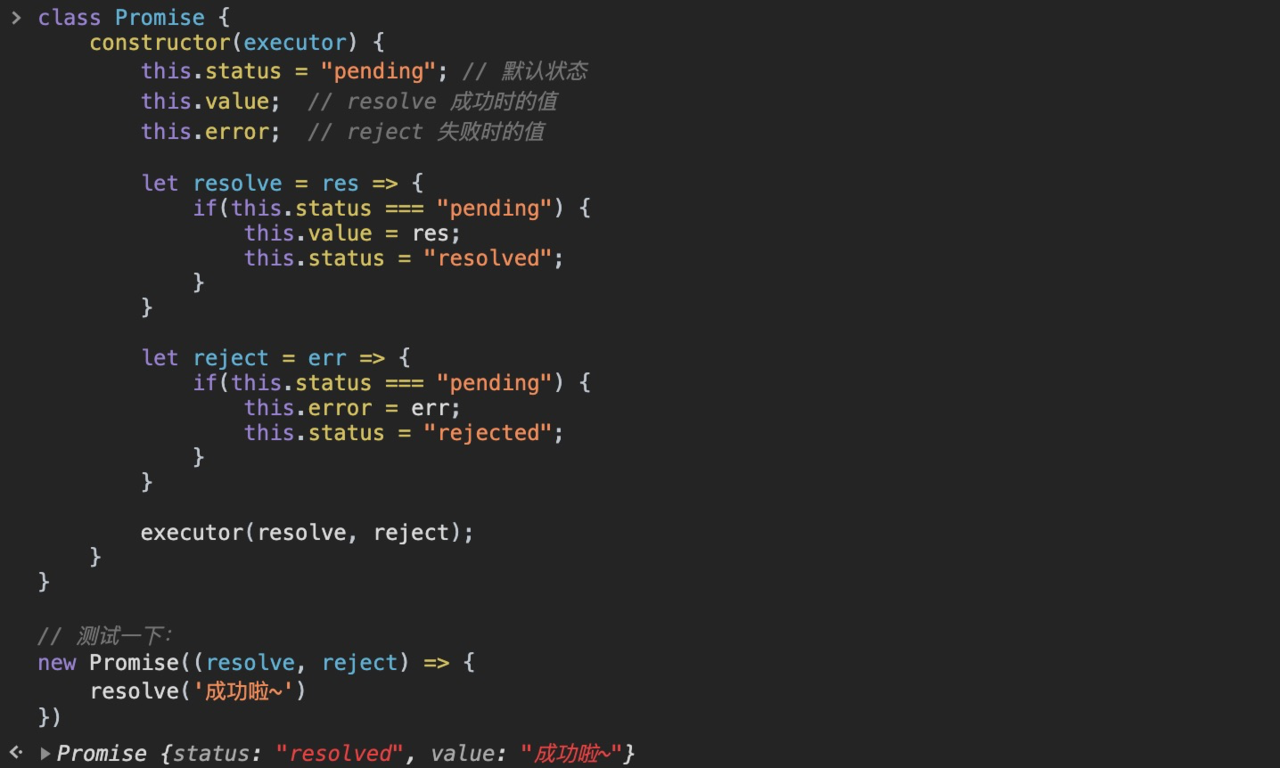 > class Promise {
    constructor(executor) {
        this.status = "pending"; // 默认状态
        this.value;  // resolve 成功时的值
        this.error;  // reject 失败时的值

        let resolve = res => {
            if(this.status === "pending") {
                this.value = res;
                this.status = "resolved";
            }
        }

        let reject = err => {
            if(this.status === "pending") {
                this.error = err;
                this.status = "rejected";
            }
        }

        executor(resolve, reject);
    }
}

// 测试一下：
new Promise((resolve, reject) => {
    resolve('成功啦~')
})
Promise {status: "resolved", value: "成功啦~"}